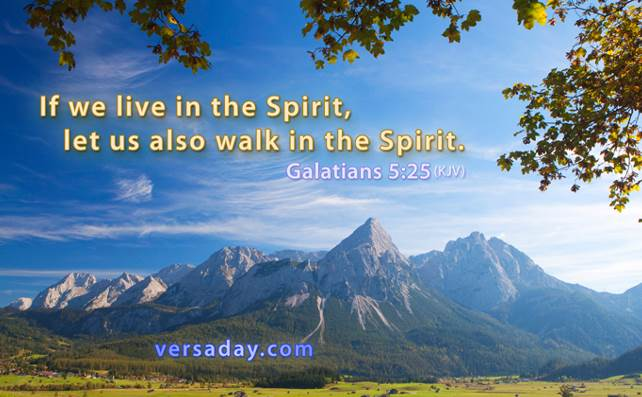 If we live in the Spirit,
let us also walk in the Spirit.
Galatians 5:25 (KJV)
versaday.com